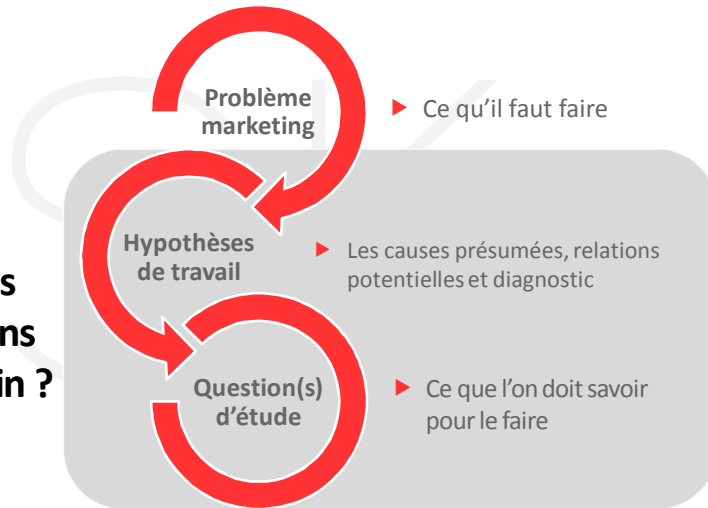 Problème
marketing
Ce qu'il faut faire
Hypothèses
de travail
Les causes présumées, relations
potentielles et diagnostic
s
ns
in ?
Question(s)
d'étude
Ce que l'on doit savoir
pour le faire